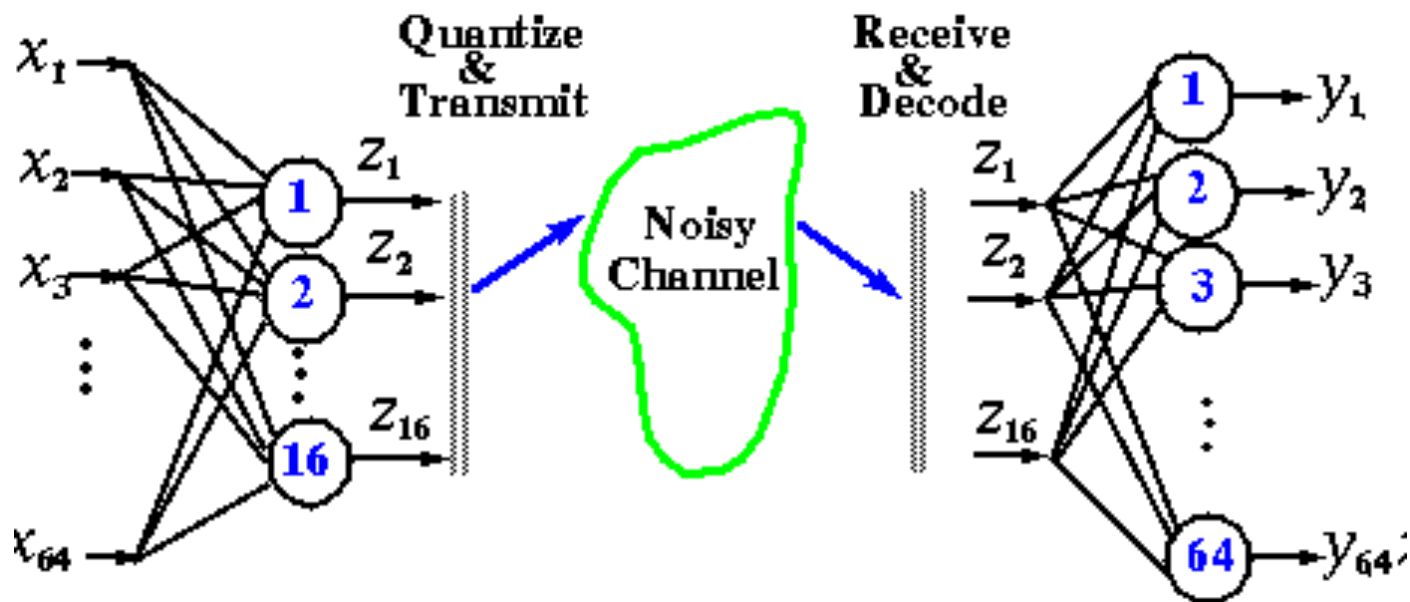 x1
x2
x3
x64
1
2
16
Quantize
&
Transmit
z1
z2
z16
Noisy
Channel
Receive
&
Decode
z1
z2
z16
1
2
3
64
y1
y2
y3
y64